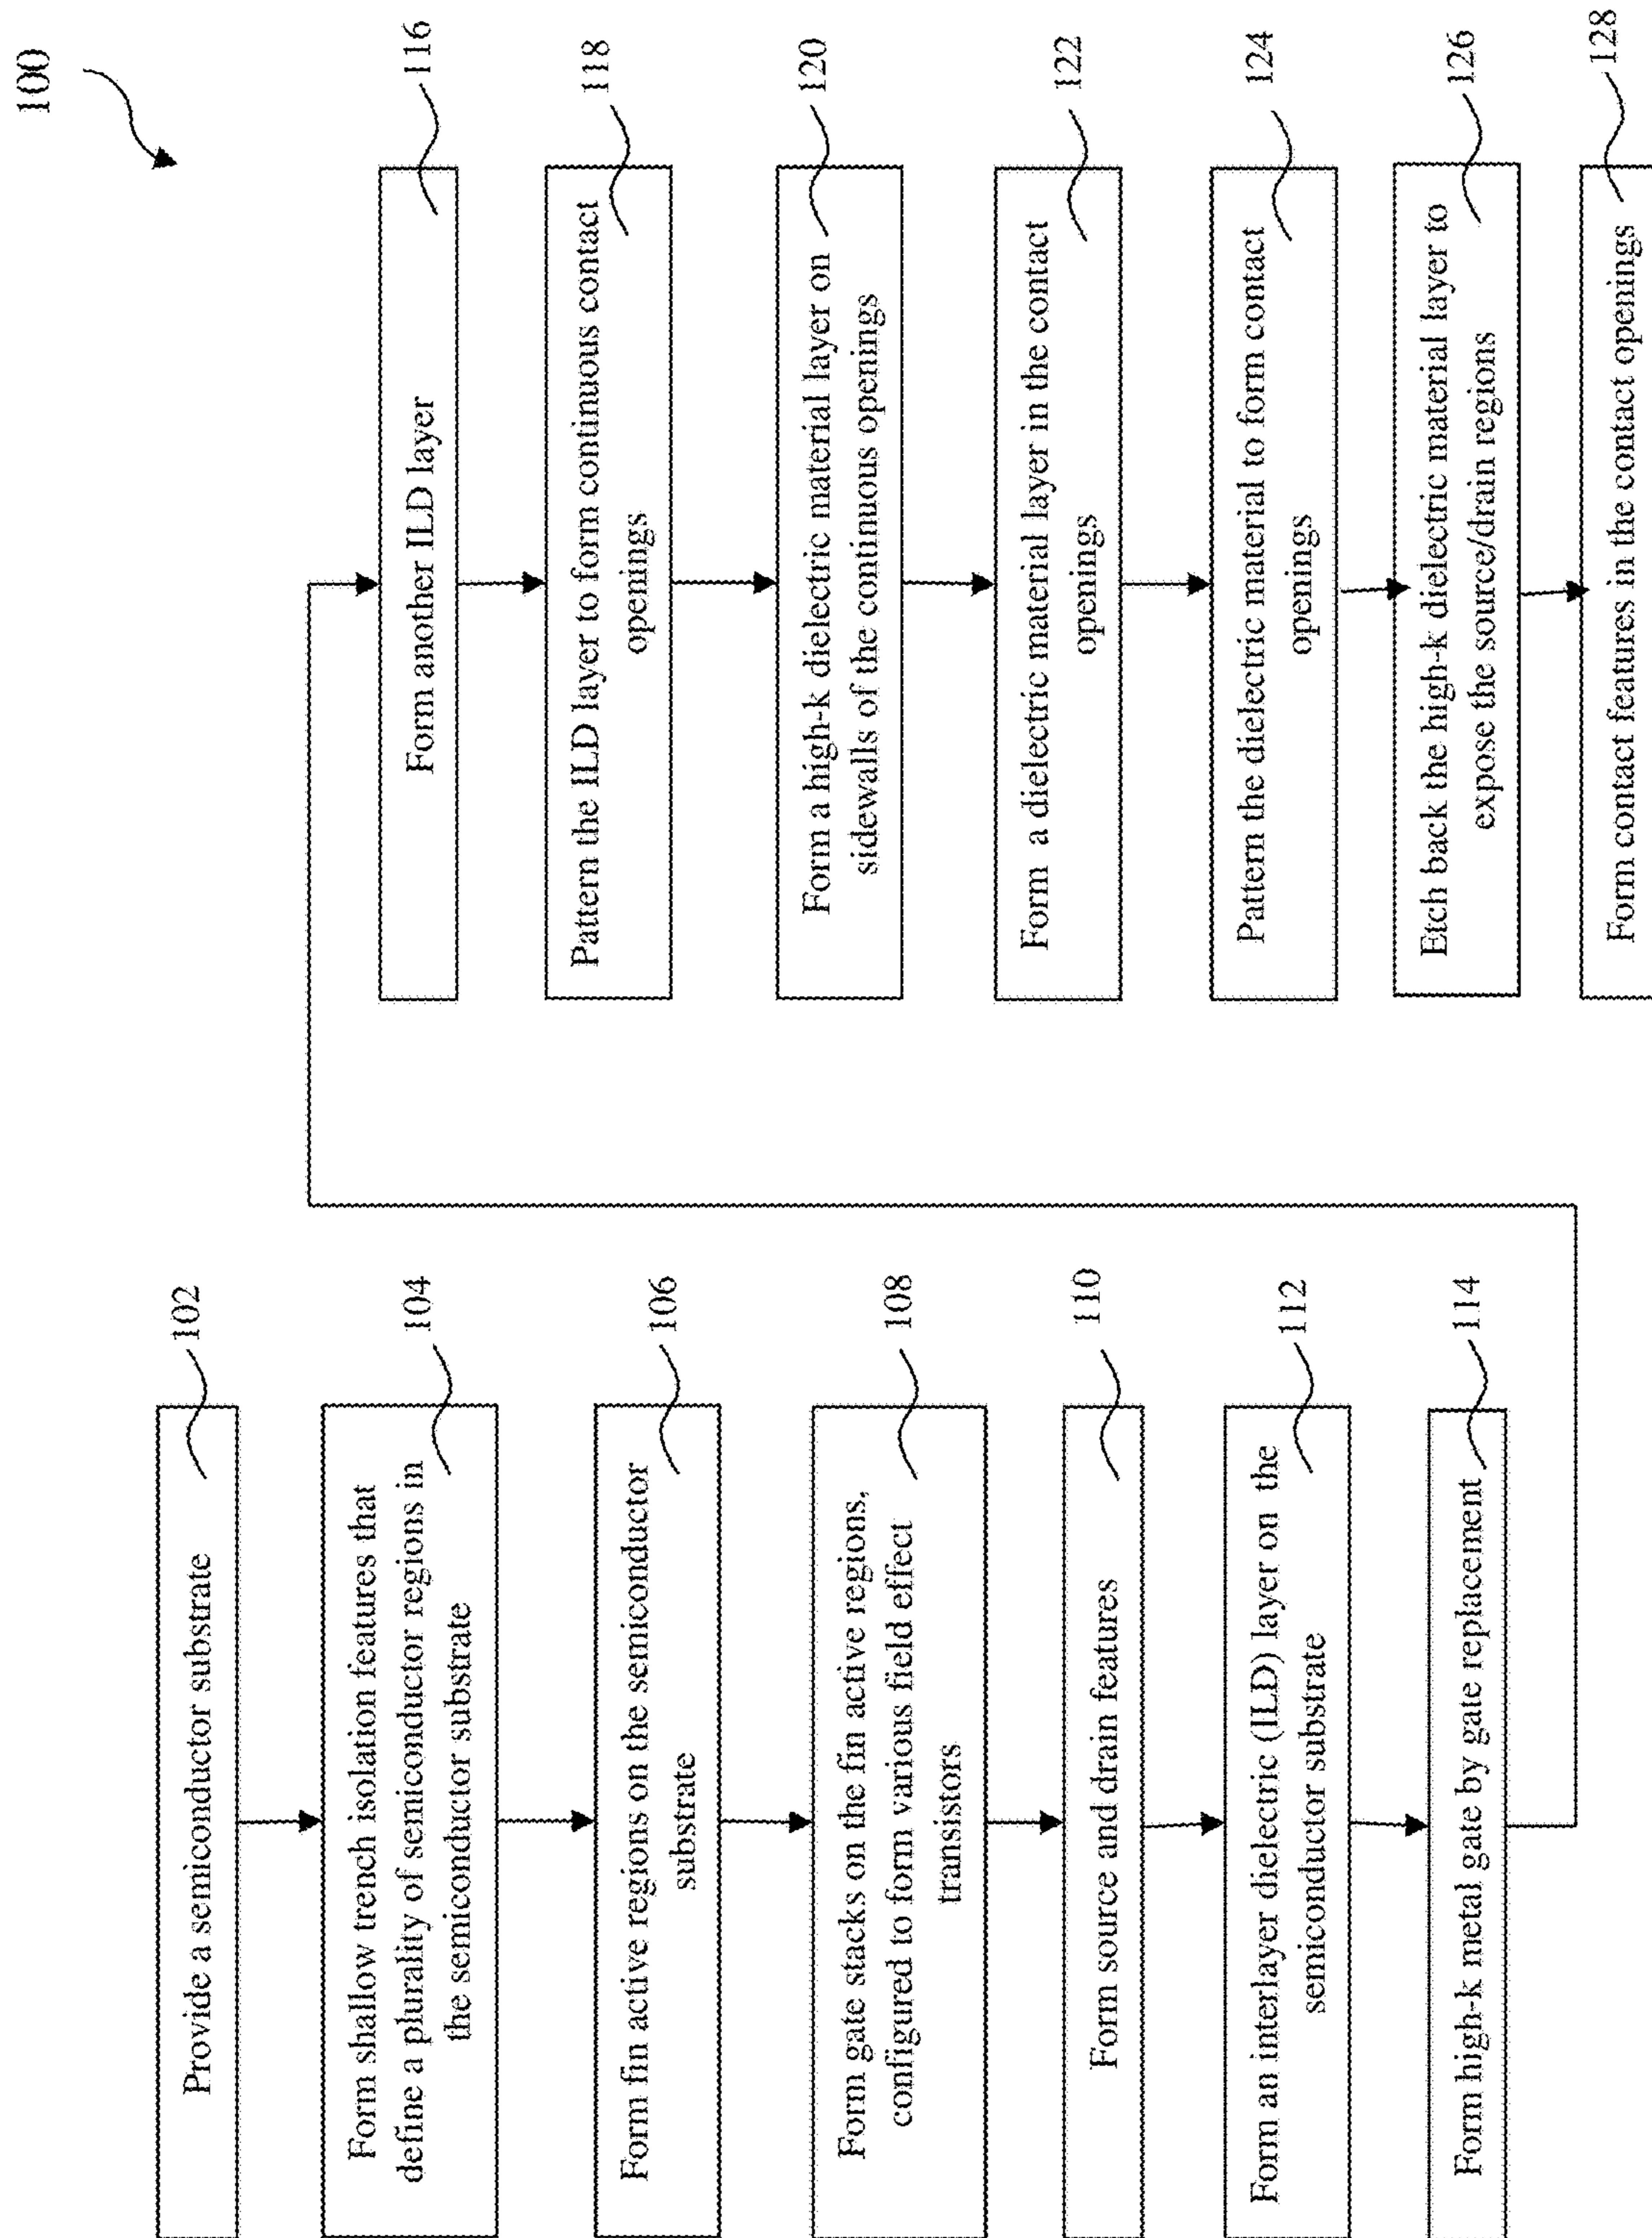 100
Provide a semiconductor substrate
102
Form shallow trench isolation features that
define a plurality of semiconductor regions in
the semiconductor substrate
104
Form fin active regions on the semiconductor
substrate
106
Form gate stacks on the fin active regions,
configured to form various field effect
transistors
108
Form source and drain features
110
Form an interlayer dielectric (ILD) layer on the
semiconductor substrate
112
Form high-k metal gate by gate replacement
114
Form another ILD layer
116
Pattern the ILD layer to form continuous contact
openings
118
Form a high-k dielectric material layer on
sidewalls of the continuous openings
120
Form a dielectric material layer in the contact
openings
122
Pattern the dielectric material to form contact
openings
124
Etch back the high-k dielectric material layer to
expose the source/drain regions
126
Form contact features in the contact openings
128